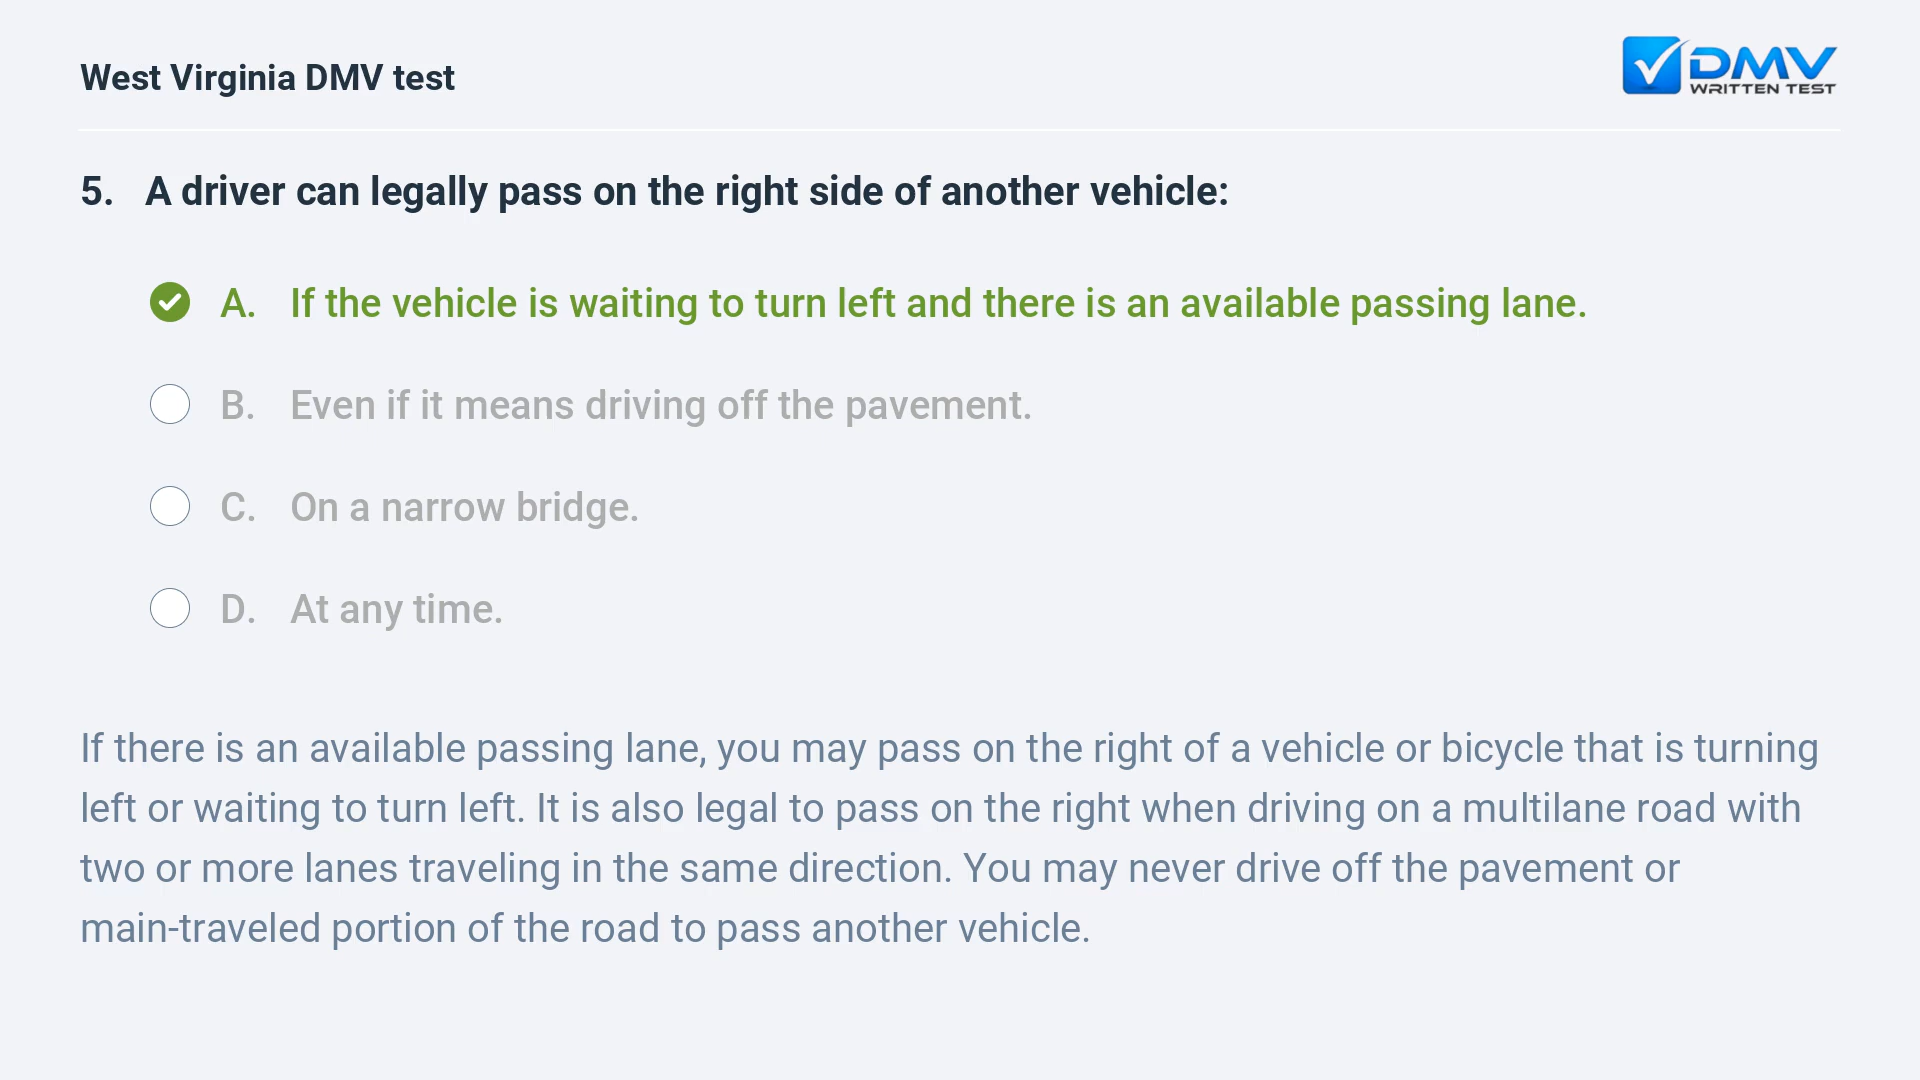 West Virginia DMV test
DMV
WRITTEN TEST
5. A driver can legally pass on the right side of another vehicle:
A. If the vehicle is waiting to turn left and there is an available passing lane.
B. Even if it means driving off the pavement.
C. On a narrow bridge.
D. At any time.
If there is an available passing lane, you may pass on the right of a vehicle or bicycle that is turning
left or waiting to turn left. It is also legal to pass on the right when driving on a multilane road with
two or more lanes traveling in the same direction. You may never drive off the pavement or
main-traveled portion of the road to pass another vehicle.